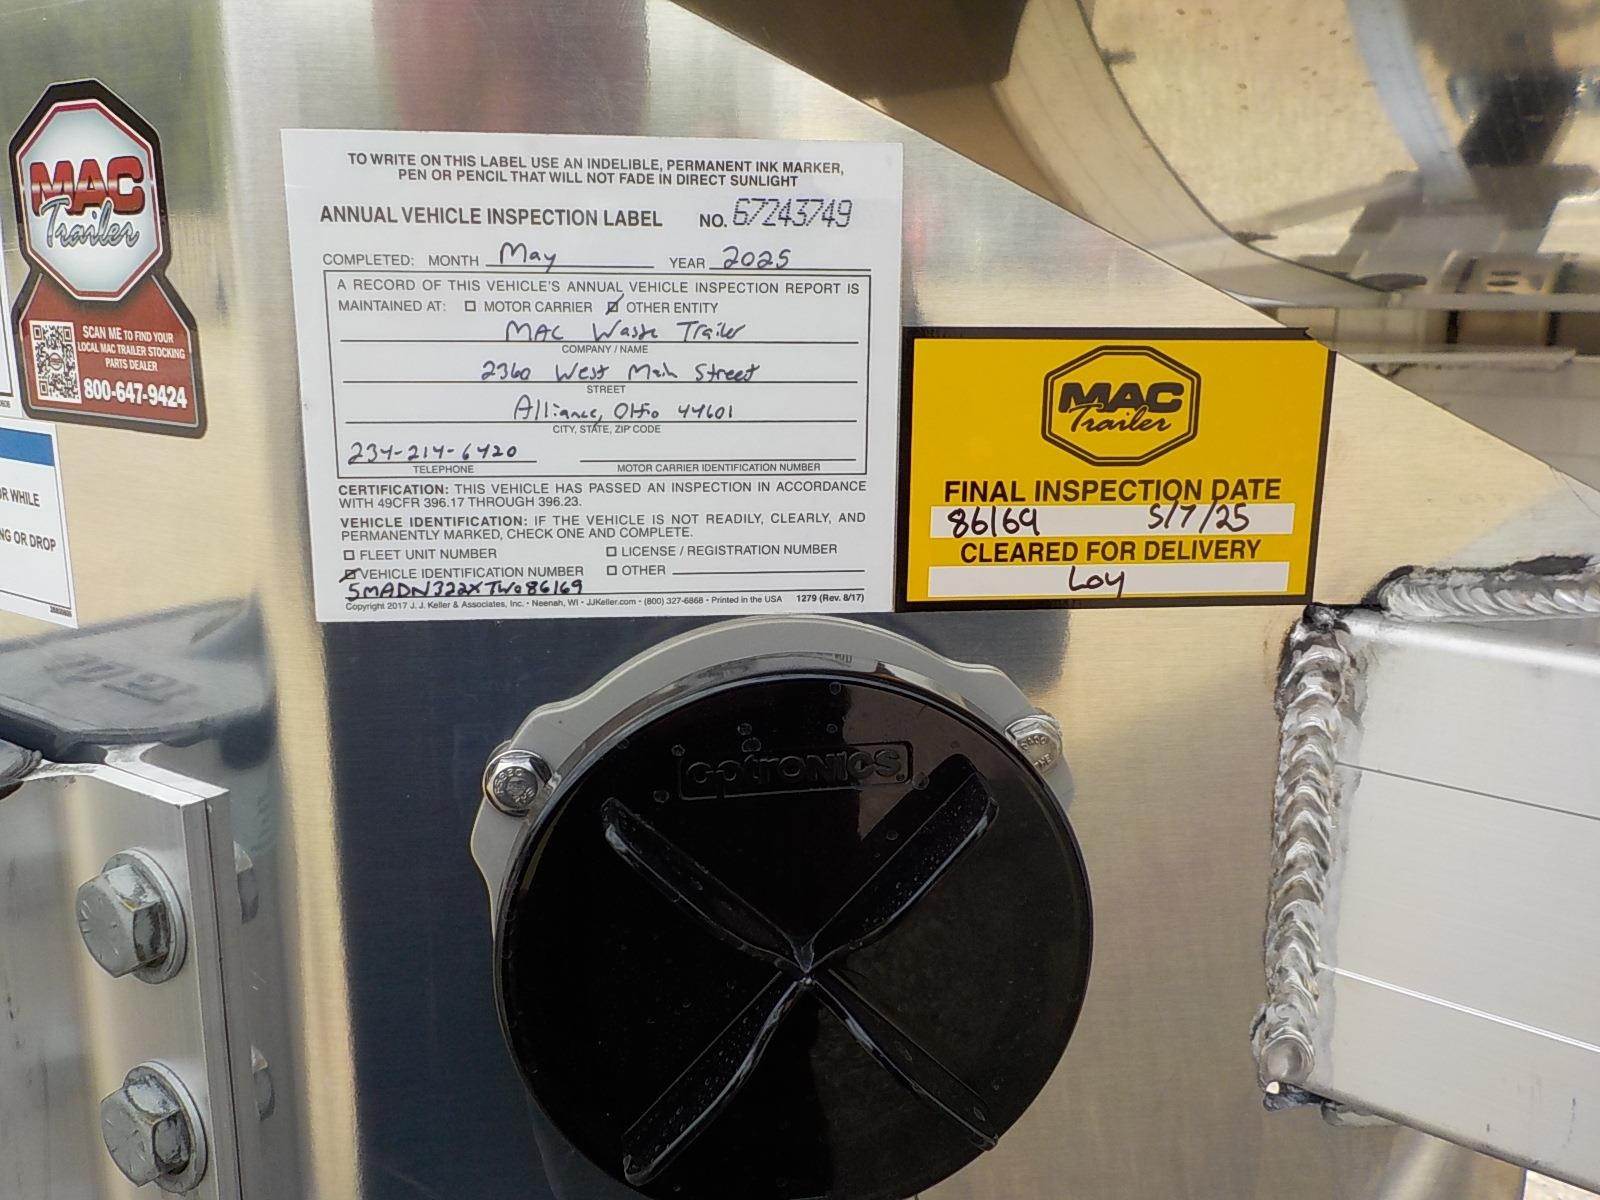 MAC
Trailer
SCAN ME TO FIND YOUR
LOCAL MAC TRAILER STOCKING
PARTS DEALER
800-647-9424
R WHILE
NG OR DROP
TO WRITE ON THIS LABEL USE AN INDELIBLE, PERMANENT INK MARKER,
PEN OR PENCIL THAT WILL NOT FADE IN DIRECT SUNLIGHT
ANNUAL VEHICLE INSPECTION LABEL NO. 67243749
COMPLETED: MONTH May YEAR 2025
A RECORD OF THIS VEHICLE'S ANNUAL VEHICLE INSPECTION REPORT IS
MAINTAINED AT: MOTOR CARRIER OTHER ENTITY
MAC Waste Trailer
COMPANY / NAME
2360 West Main Street
STREET
Alliance, Ohio 44601
CITY, STATE, ZIP CODE
234-214-6420
TELEPHONE MOTOR CARRIER IDENTIFICATION NUMBER
CERTIFICATION: THIS VEHICLE HAS PASSED AN INSPECTION IN ACCORDANCE
WITH 49CFR 396.17 THROUGH 396.23.
VEHICLE IDENTIFICATION: IF THE VEHICLE IS NOT READILY, CLEARLY, AND
PERMANENTLY MARKED, CHECK ONE AND COMPLETE.
FLEET UNIT NUMBER LICENSE / REGISTRATION NUMBER
VEHICLE IDENTIFICATION NUMBER OTHER
5MADN322XTW086169
Copyright 2017 J. J. Keller & Associates, Inc. • Neenah, WI • JJKeller.com • (800) 327-6868 • Printed in the USA 1279 (Rev. 8/17)
MAC
Trailer
FINAL INSPECTION DATE
86169 5/7/25
CLEARED FOR DELIVERY
Loy
optronics